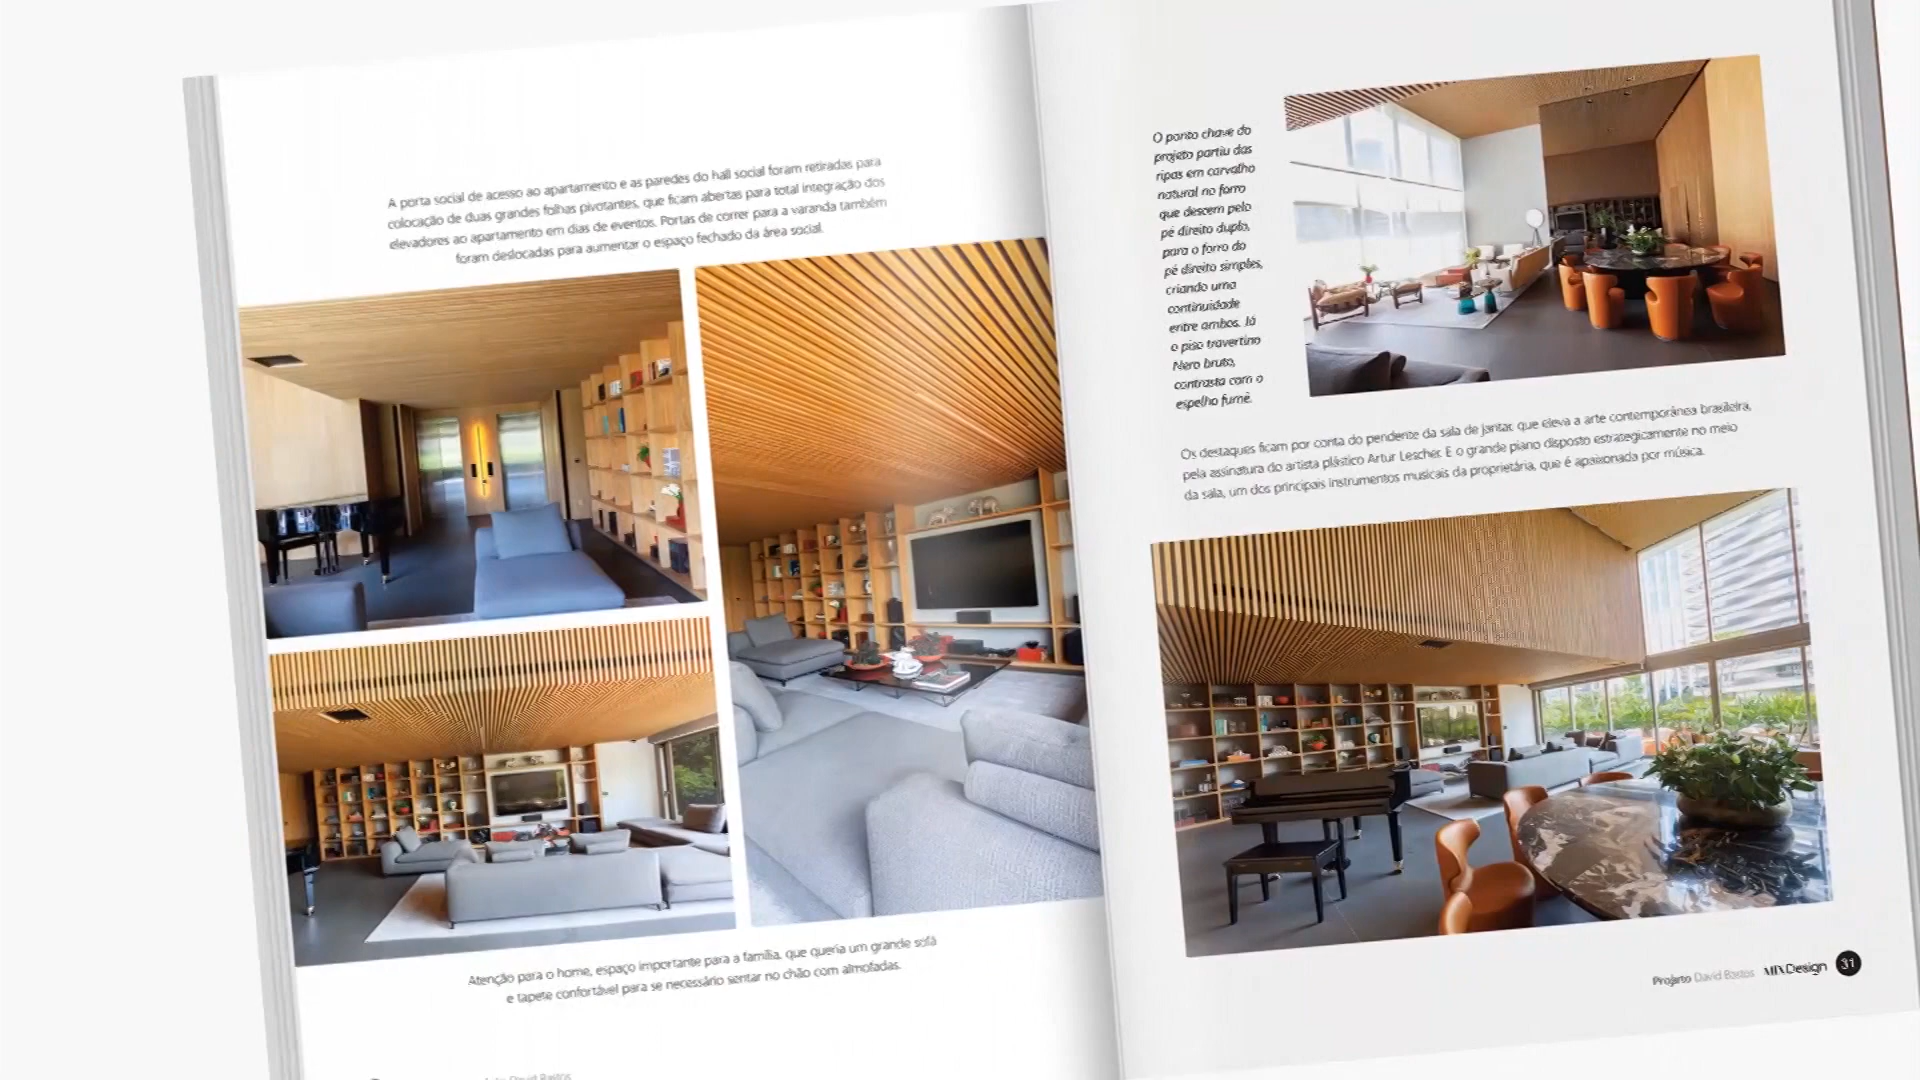 A porta social de acesso ao apartamento e as paredes do hall social foram retiradas para
colocação de duas grandes folhas pivotantes, que ficam abertas para total integração dos
elevadores ao apartamento em dias de eventos. Portas de correr para a varanda também
foram deslocadas para aumentar o espaço fechado da área social.
Atenção para o home, espaço importante para a família, que queria um grande sofá
e tapete confortável para se necessário sentar no chão com almofadas.
David Bastos
O ponto chave do
projeto partiu das
ripas em carvalho
natural no forro
que descem pelo
pé direito duplo,
para o forro do
pé direito simples,
criando uma
continuidade
entre ambos. Já
o piso travertino
Nero bruto,
contrasta com o
espelho fumê.
Os destaques ficam por conta do pendente da sala de jantar, que eleva a arte contemporânea brasileira,
pela assinatura do artista plástico Artur Lescher. E o grande piano disposto estrategicamente no meio
da sala, um dos principais instrumentos musicais da proprietária, que é apaixonada por música.
Projeto David Bastos MIXDesign 31